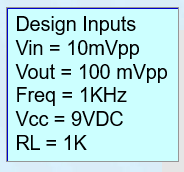 Design Inputs
Vin = 10mVpp
Vout = 100 mVpp
Freq = 1KHz
Vcc = 9VDC
RL = 1K